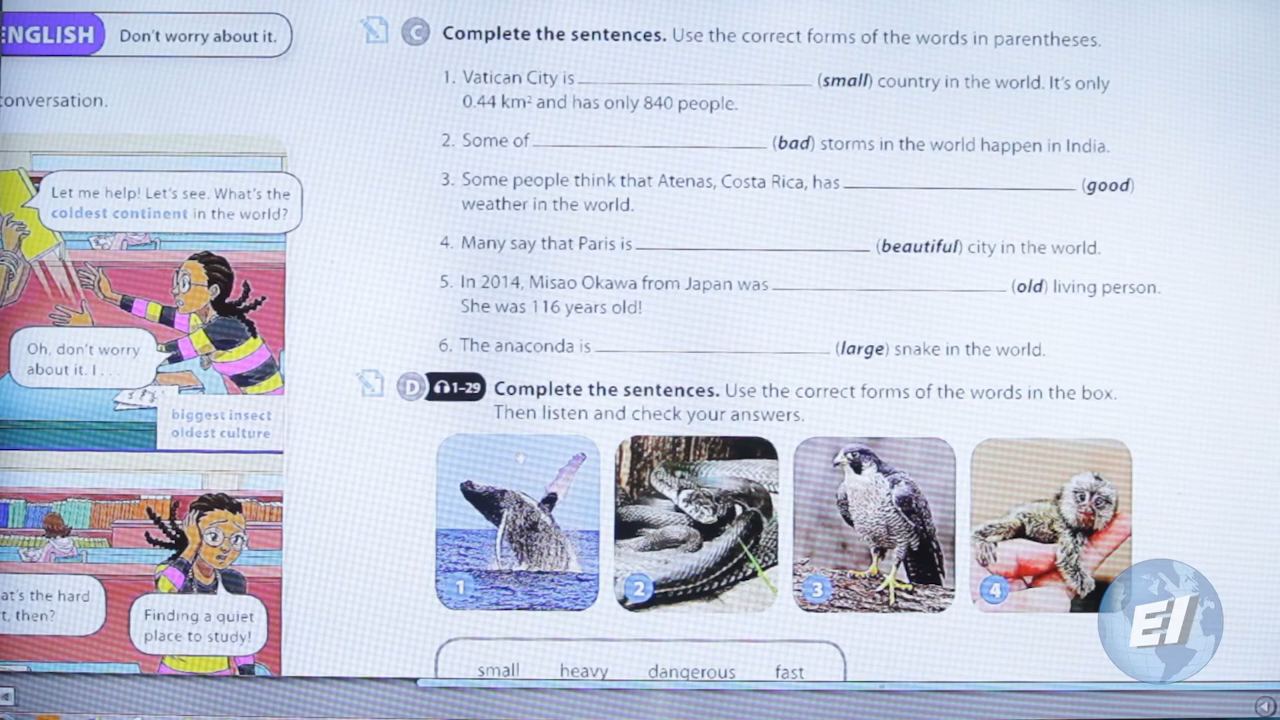 ENGLISH Don't worry about it.
conversation.
Let me help! Let's see. What's the
coldest continent in the world?
Oh, don't worry
about it. I . . .
biggest insect
oldest culture
at's the hard
t, then?
Finding a quiet
place to study!
C Complete the sentences. Use the correct forms of the words in parentheses.
1. Vatican City is ____________ (small) country in the world. It's only
0.44 km² and has only 840 people.
2. Some of ____________ (bad) storms in the world happen in India.
3. Some people think that Atenas, Costa Rica, has ____________ (good)
weather in the world.
4. Many say that Paris is ____________ (beautiful) city in the world.
5. In 2014, Misao Okawa from Japan was ____________ (old) living person.
She was 116 years old!
6. The anaconda is ____________ (large) snake in the world.
D 1–29 Complete the sentences. Use the correct forms of the words in the box.
Then listen and check your answers.
1 2 3 4
small heavy dangerous fast
EI